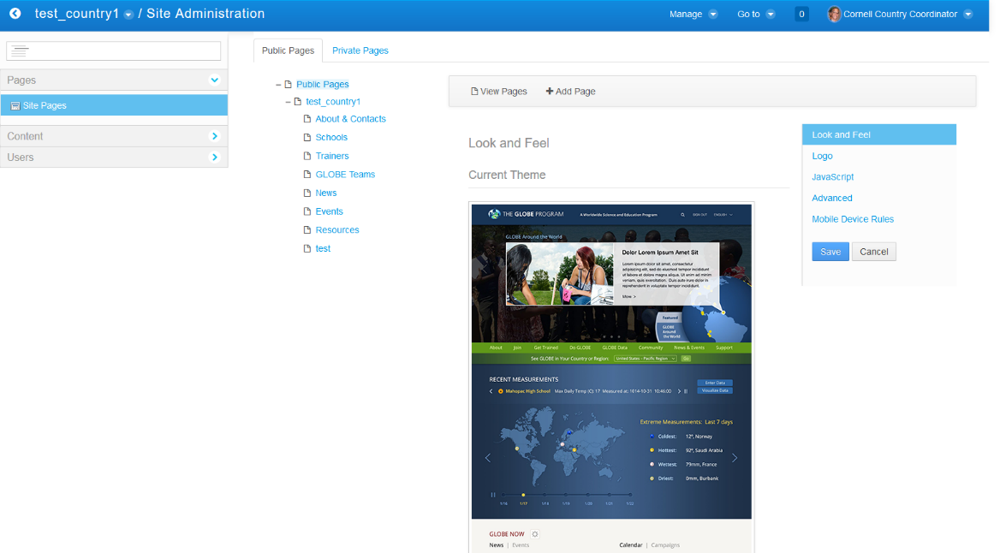 test_country1 / Site Administration
Manage Go to 0 Cornell Country Coordinator
Pages
Site Pages
Content
Users
Public Pages Private Pages
Public Pages
test_country1
About & Contacts
Schools
Trainers
GLOBE Teams
News
Events
Resources
test
View Pages Add Page
Look and Feel
Current Theme
THE GLOBE PROGRAM A Worldwide Science and Education Program SIGN OUT ENGLISH
GLOBE Around the World
Dolor Lorem Ipsum Amet Sit
Lorem ipsum dolor sit amet, consectetur
adipisicing elit, sed do eiusmod tempor incididunt
ut labore et dolore magna aliqua. Ut enim ad minim
veniam, quis exercitation. Duis aute irure dolor in
reprehenderit in voluptate tempor incididunt.
More >
Featured
GLOBE
Around
the World
About Join Get Trained Do GLOBE GLOBE Data Community News & Events Support
See GLOBE in Your Country or Region: United States - Pacific Region Go
RECENT MEASUREMENTS
Enter Data
Mahopac High School Max Daily Temp (C): 17 Measured at: 1014-10-31 10:46:00
Visualize Data
Extreme Measurements: Last 7 days
Coldest: 12°, Norway
Hottest: 92°, Saudi Arabia
Wettest: 79mm, France
Driest: 0mm, Burbank
1/16 1/17 1/18 1/19 1/20 1/21 1/22
GLOBE NOW
News | Events
Calendar | Campaigns
Look and Feel
Logo
JavaScript
Advanced
Mobile Device Rules
Save Cancel